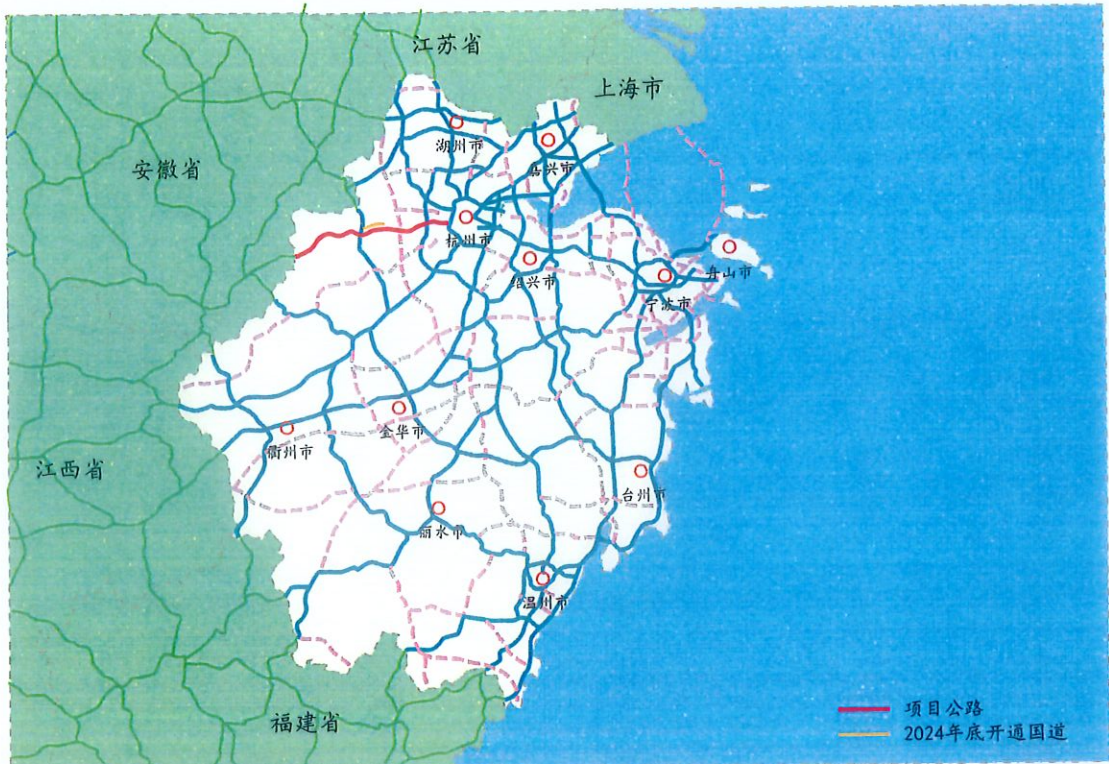 江苏省
上海市
安徽省
湖州市
嘉兴市
杭州市
绍兴市
舟山市
宁波市
金华市
衢州市
江西省
台州市
丽水市
温州市
福建省
项目公路
2024年底开通国道